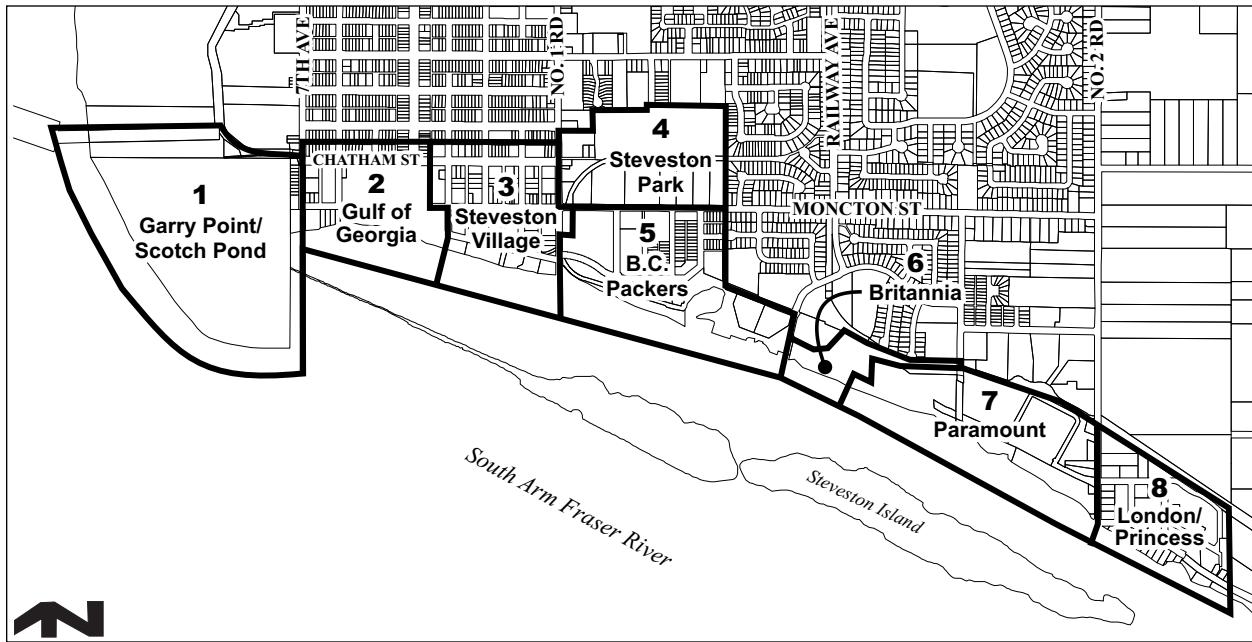 7TH AVE
NO. 1 RD
RAILWAY AVE
NO. 2 RD
CHATHAM ST
MONCTON ST
1
Garry Point/
Scotch Pond
2
Gulf of
Georgia
3
Steveston
Village
4
Steveston
Park
5
B.C.
Packers
6
Britannia
7
Paramount
8
London/
Princess
South Arm Fraser River
Steveston Island
N